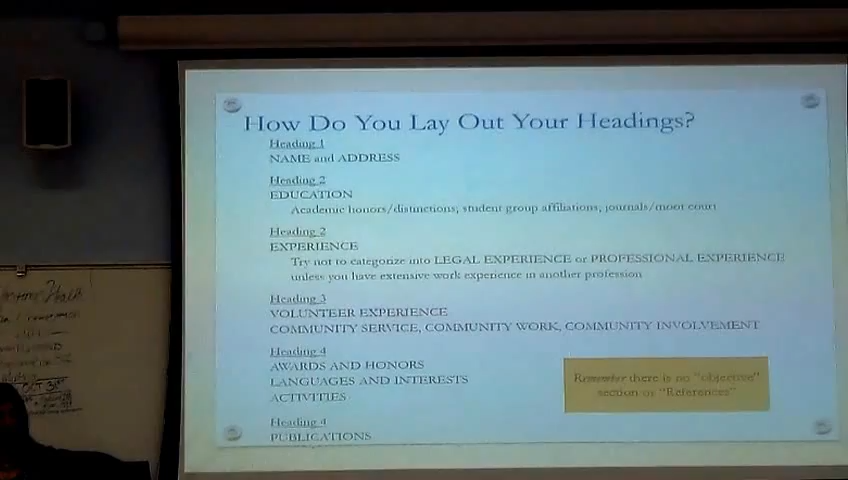 How Do You Lay Out Your Headings?
Heading 1
NAME and ADDRESS
Heading 2
EDUCATION
Academic honors/distinctions, student group affiliations, journals/moot court
Heading 2
EXPERIENCE
Try not to categorize into LEGAL EXPERIENCE or PROFESSIONAL EXPERIENCE
unless you have extensive work experience in another profession
Heading 3
VOLUNTEER EXPERIENCE
COMMUNITY SERVICE, COMMUNITY WORK, COMMUNITY INVOLVEMENT
Heading 4
AWARDS AND HONORS
LANGUAGES AND INTERESTS
ACTIVITIES
Heading 4
PUBLICATIONS
Remember there is no "objective"
section or "References"
OCT 31ST